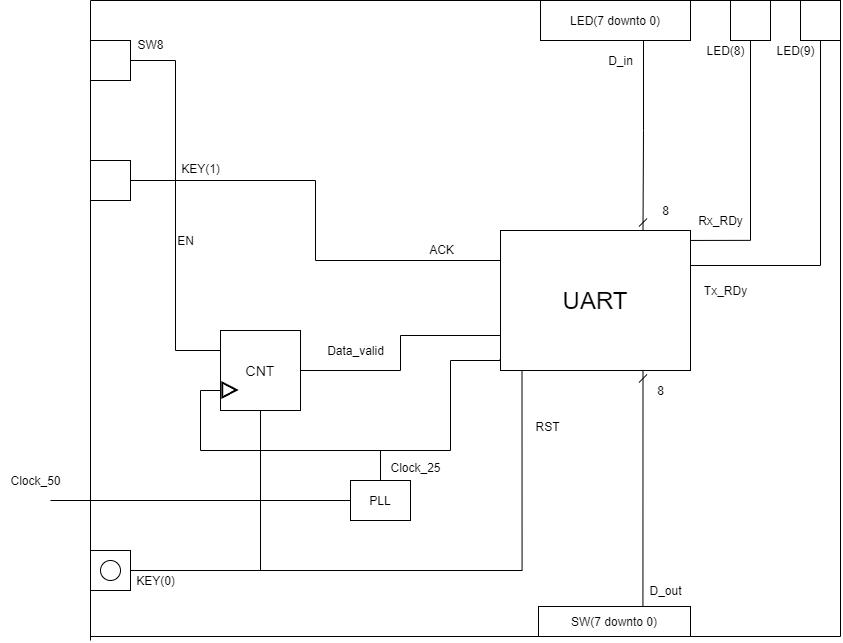 LED(7 downto 0)
SW8
LED(8)
LED(9)
D_in
KEY(1)
8
Rx_RDy
EN
ACK
Tx_RDy
UART
Data_valid
CNT
8
RST
Clock_25
Clock_50
PLL
KEY(0)
D_out
SW(7 downto 0)